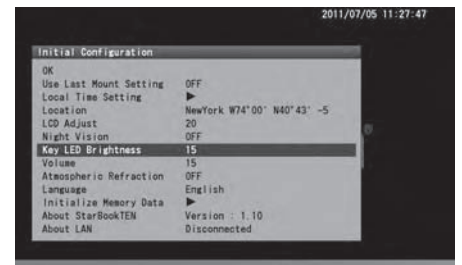 2011/07/05 11:27:47
Initial Configuration
OK
Use Last Mount Setting OFF
Local Time Setting ▶
Location NewYork W74°00' N40°43' -5
LCD Adjust 20
Night Vision OFF
Key LED Brightness 15
Volume 15
Atmospheric Refraction OFF
Language English
Initialize Memory Data ▶
About StarBookTEN Version : 1.10
About LAN Disconnected